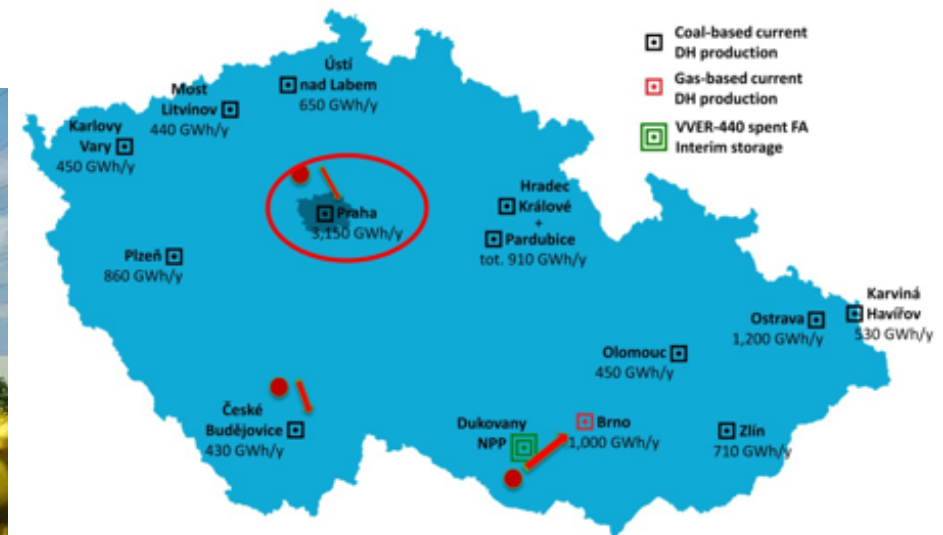 Coal-based current
DH production
Gas-based current
DH production
VVER-440 spent FA
Interim storage
Ústí
nad Labem
650 GWh/y
Most
Litvínov
440 GWh/y
Karlovy
Vary
450 GWh/y
Praha
3,150 GWh/y
Hradec
Králové
+
Pardubice
tot. 910 GWh/y
Plzeň
860 GWh/y
Karviná
Havířov
530 GWh/y
Ostrava
1,200 GWh/y
Olomouc
450 GWh/y
České
Budějovice
430 GWh/y
Dukovany
NPP
Brno
1,000 GWh/y
Zlín
710 GWh/y